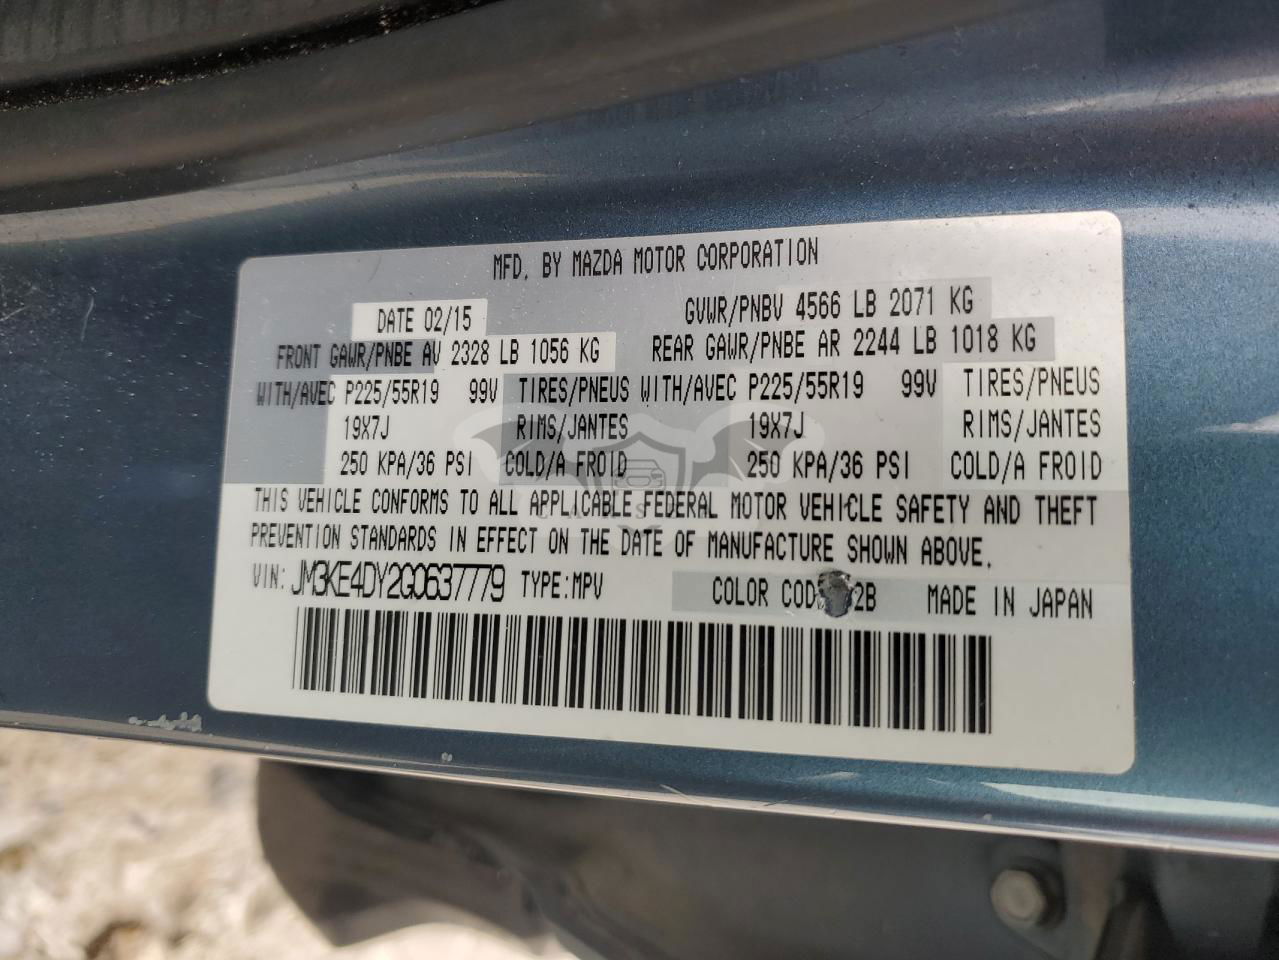 MFD. BY MAZDA MOTOR CORPORATION
DATE 02/15 GVWR/PNBV 4566 LB 2071 KG
FRONT GAWR/PNBE AV 2328 LB 1056 KG REAR GAWR/PNBE AR 2244 LB 1018 KG
WITH/AVEC P225/55R19 99V TIRES/PNEUS WITH/AVEC P225/55R19 99V TIRES/PNEUS
19X7J RIMS/JANTES 19X7J RIMS/JANTES
250 KPA/36 PSI COLD/A FROID 250 KPA/36 PSI COLD/A FROID
THIS VEHICLE CONFORMS TO ALL APPLICABLE FEDERAL MOTOR VEHICLE SAFETY AND THEFT
PREVENTION STANDARDS IN EFFECT ON THE DATE OF MANUFACTURE SHOWN ABOVE.
VIN: JM3KE4DY2G0637779 TYPE:MPV COLOR MADE IN JAPAN